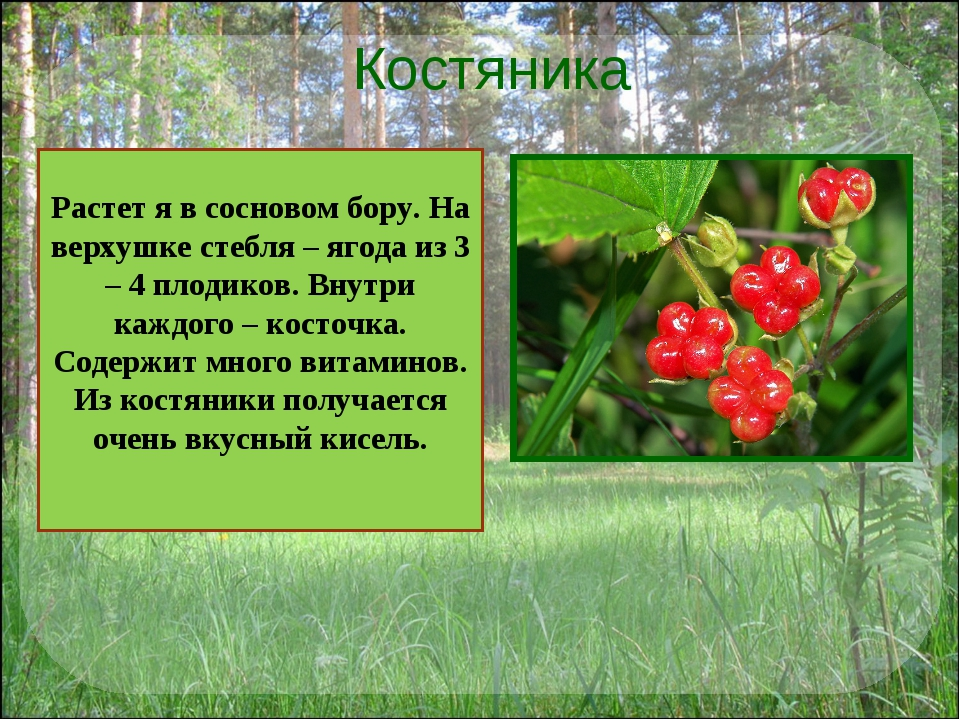 Костяника
Растет я в сосновом бору. На
верхушке стебля – ягода из 3
– 4 плодиков. Внутри
каждого – косточка.
Содержит много витаминов.
Из костяники получается
очень вкусный кисель.